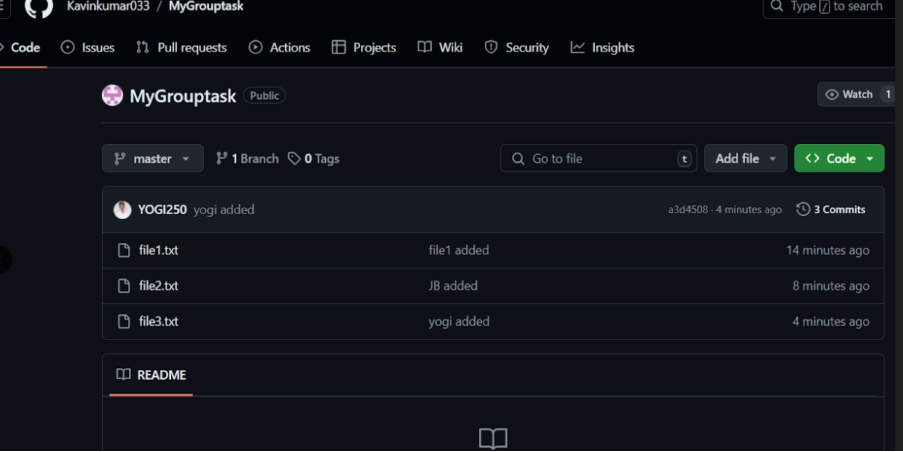 Kavinkumar033 / MyGrouptask Type / to search
Code Issues Pull requests Actions Projects Wiki Security Insights
MyGrouptask Public Watch 1
master 1 Branch 0 Tags Go to file t Add file Code
YOGI250 yogi added a3d4508 · 4 minutes ago 3 Commits
file1.txt file1 added 14 minutes ago
file2.txt JB added 8 minutes ago
file3.txt yogi added 4 minutes ago
README